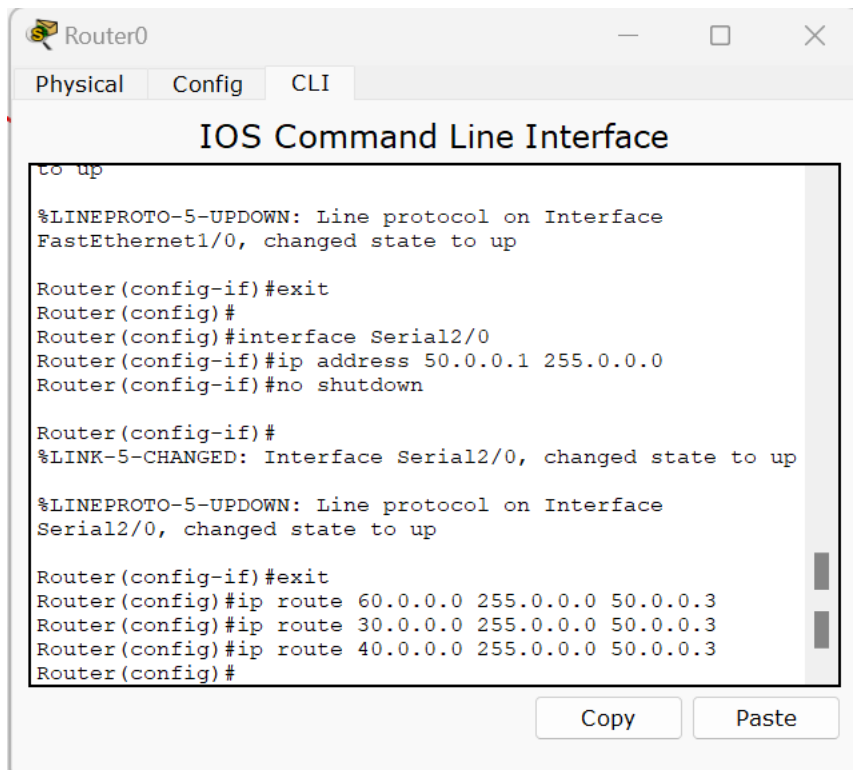 Router0
Physical Config CLI
IOS Command Line Interface
to up
%LINEPROTO-5-UPDOWN: Line protocol on Interface
FastEthernet1/0, changed state to up
Router(config-if)#exit
Router(config)#
Router(config)#interface Serial2/0
Router(config-if)#ip address 50.0.0.1 255.0.0.0
Router(config-if)#no shutdown
Router(config-if)#
%LINK-5-CHANGED: Interface Serial2/0, changed state to up
%LINEPROTO-5-UPDOWN: Line protocol on Interface
Serial2/0, changed state to up
Router(config-if)#exit
Router(config)#ip route 60.0.0.0 255.0.0.0 50.0.0.3
Router(config)#ip route 30.0.0.0 255.0.0.0 50.0.0.3
Router(config)#ip route 40.0.0.0 255.0.0.0 50.0.0.3
Router(config)#
Copy Paste